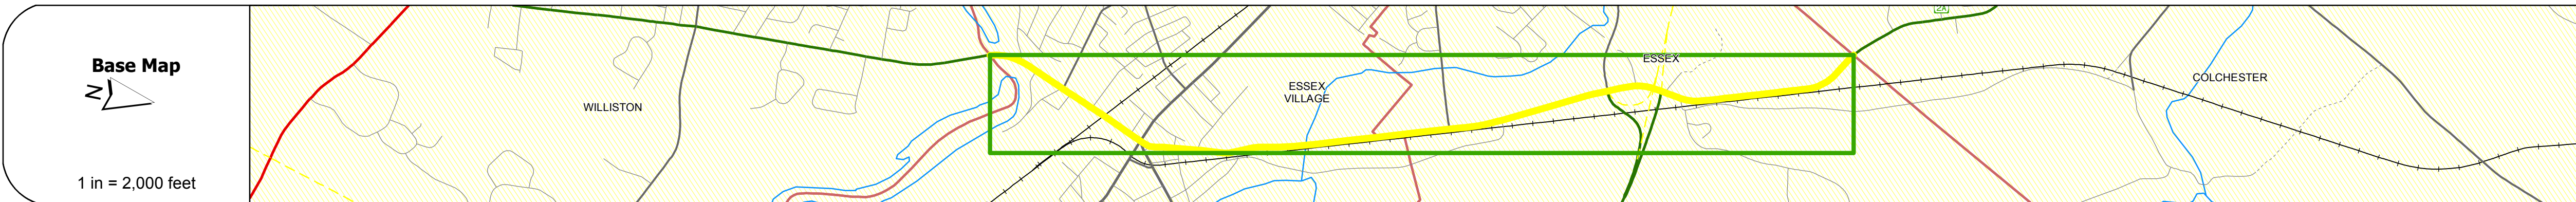 Base Map
N
1 in = 2,000 feet
WILLISTON
ESSEX
VILLAGE
ESSEX
2A
COLCHESTER